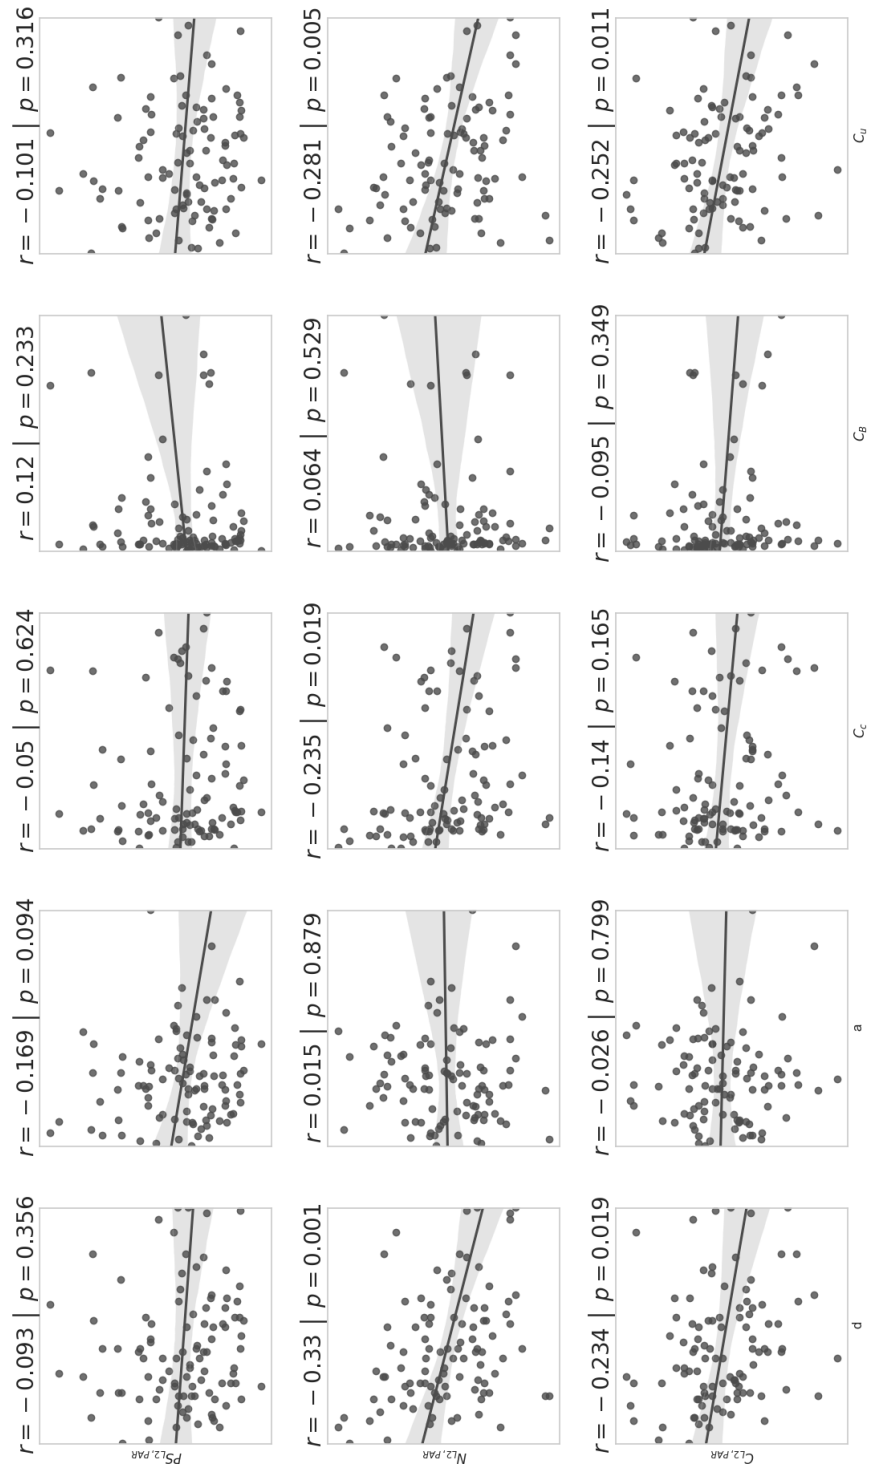 r = − 0.093 | p = 0.356
r = − 0.169 | p = 0.094
r = − 0.05 | p = 0.624
r = 0.12 | p = 0.233
r = − 0.101 | p = 0.316
PS_{L2, PAR}
r = − 0.33 | p = 0.001
r = 0.015 | p = 0.879
r = − 0.235 | p = 0.019
r = 0.064 | p = 0.529
r = − 0.281 | p = 0.005
N_{L2, PAR}
r = − 0.234 | p = 0.019
r = − 0.026 | p = 0.799
r = − 0.14 | p = 0.165
r = − 0.095 | p = 0.349
r = − 0.252 | p = 0.011
C_{L2, PAR}
d
a
C_c
C_B
C_u